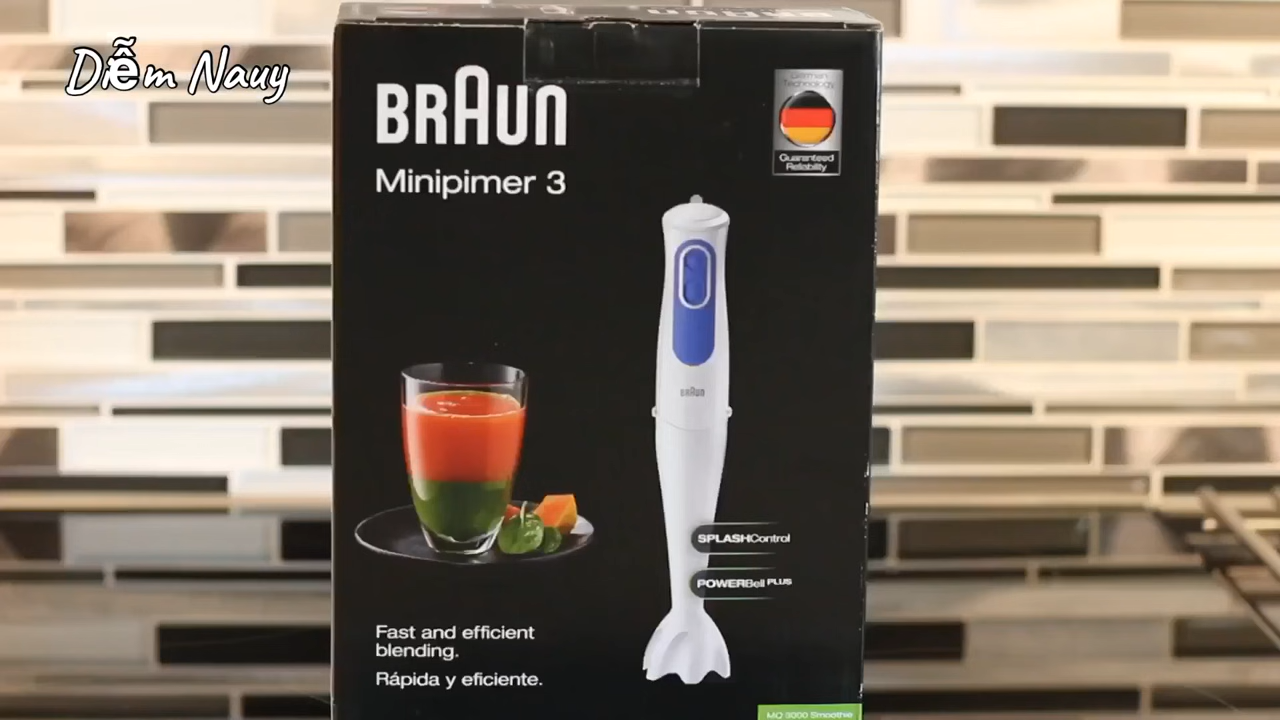 Diễm Nauy
BRAUN
Minipimer 3
German
Technology
Guaranteed
Reliability
BRAUN
SPLASHControl
POWERBell PLUS
Fast and efficient
blending.
Rápida y eficiente.
MQ 3000 Smoothie